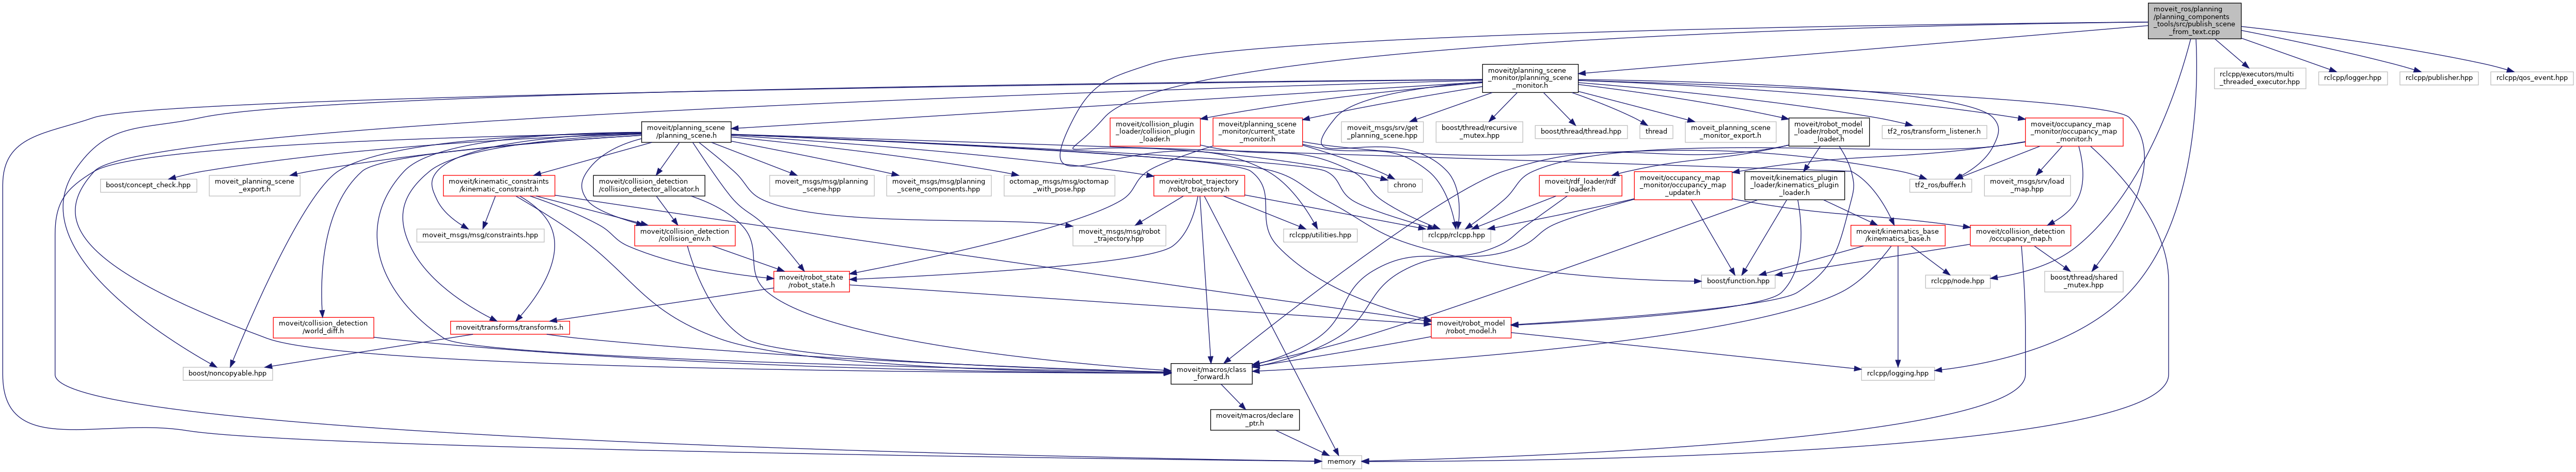 moveit_ros/planning
/planning_components
_tools/src/publish_scene
_from_text.cpp
moveit/planning_scene
_monitor/planning_scene
_monitor.h
rclcpp/executors/multi
_threaded_executor.hpp
rclcpp/logger.hpp
rclcpp/publisher.hpp
rclcpp/qos_event.hpp
moveit/planning_scene
/planning_scene.h
moveit/collision_plugin
_loader/collision_plugin
_loader.h
moveit/planning_scene
_monitor/current_state
_monitor.h
moveit_msgs/srv/get
_planning_scene.hpp
boost/thread/recursive
_mutex.hpp
boost/thread/thread.hpp
thread
moveit_planning_scene
_monitor_export.h
moveit/robot_model
_loader/robot_model
_loader.h
tf2_ros/transform_listener.h
moveit/occupancy_map
_monitor/occupancy_map
_monitor.h
boost/concept_check.hpp
moveit_planning_scene
_export.h
moveit/kinematic_constraints
/kinematic_constraint.h
moveit/collision_detection
/collision_detector_allocator.h
moveit_msgs/msg/planning
_scene.hpp
moveit_msgs/msg/planning
_scene_components.hpp
octomap_msgs/msg/octomap
_with_pose.hpp
moveit/robot_trajectory
/robot_trajectory.h
chrono
moveit/rdf_loader/rdf
_loader.h
moveit/occupancy_map
_monitor/occupancy_map
_updater.h
moveit/kinematics_plugin
_loader/kinematics_plugin
_loader.h
tf2_ros/buffer.h
moveit_msgs/srv/load
_map.hpp
moveit_msgs/msg/constraints.hpp
moveit/collision_detection
/collision_env.h
moveit_msgs/msg/robot
_trajectory.hpp
rclcpp/utilities.hpp
rclcpp/rclcpp.hpp
moveit/kinematics_base
/kinematics_base.h
moveit/collision_detection
/occupancy_map.h
moveit/robot_state
/robot_state.h
boost/function.hpp
rclcpp/node.hpp
boost/thread/shared
_mutex.hpp
moveit/collision_detection
/world_diff.h
moveit/transforms/transforms.h
moveit/robot_model
/robot_model.h
boost/noncopyable.hpp
moveit/macros/class
_forward.h
rclcpp/logging.hpp
moveit/macros/declare
_ptr.h
memory